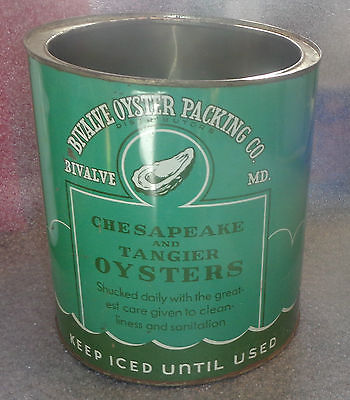 BIVALVE OYSTER PACKING CO.
DISTRIBUTORS
BIVALVE MD.
CHESAPEAKE
AND
TANGIER
OYSTERS
Shucked daily with the great-
est care given to clean-
liness and sanitation
KEEP ICED UNTIL USED